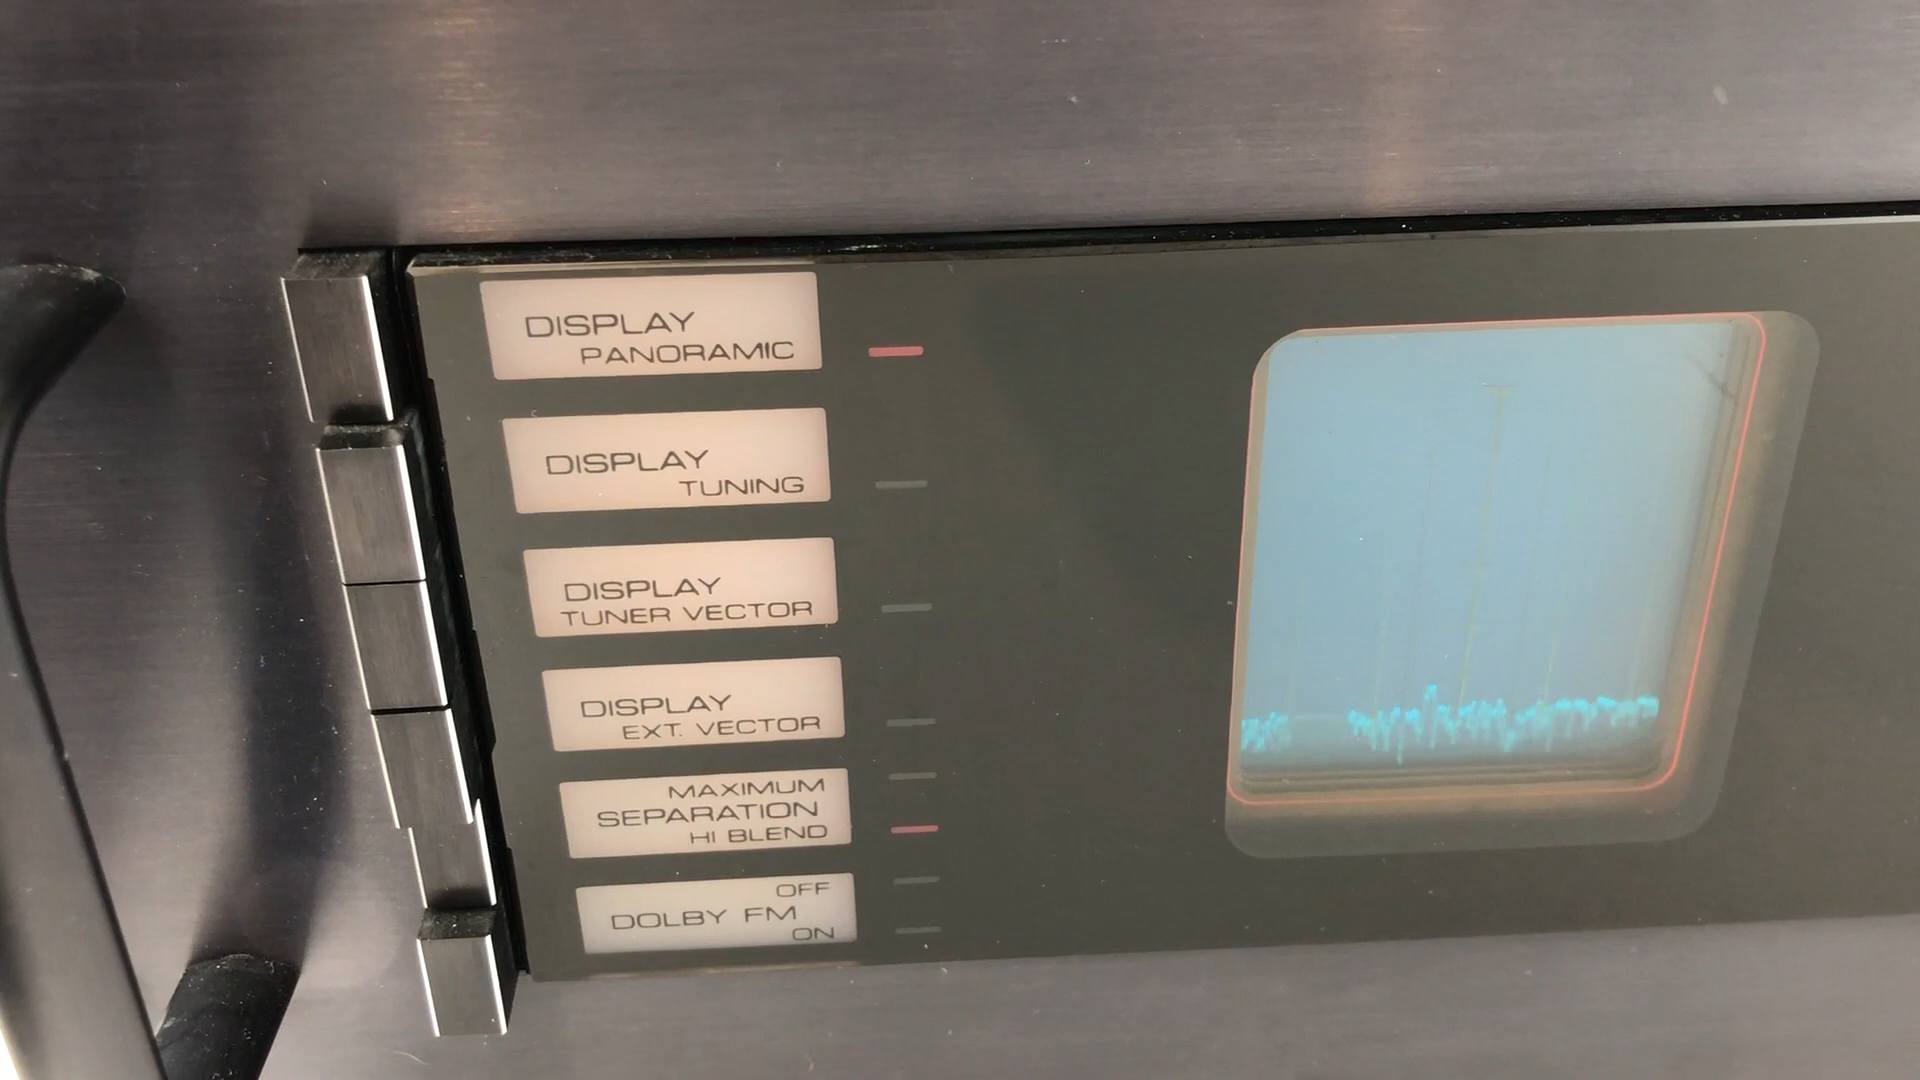 DISPLAY
PANORAMIC
DISPLAY
TUNING
DISPLAY
TUNER VECTOR
DISPLAY
EXT. VECTOR
MAXIMUM
SEPARATION
HI BLEND
OFF
DOLBY FM
ON